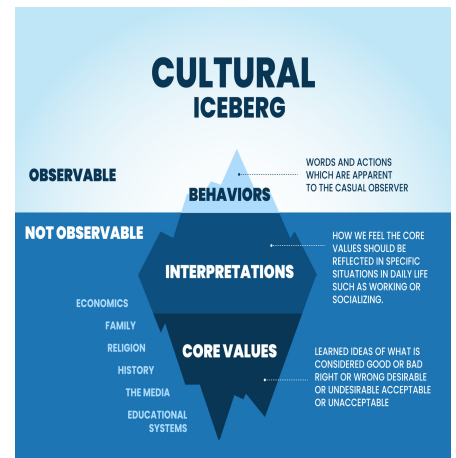 CULTURAL
ICEBERG
OBSERVABLE
BEHAVIORS
WORDS AND ACTIONS
WHICH ARE APPARENT
TO THE CASUAL OBSERVER
NOT OBSERVABLE
INTERPRETATIONS
HOW WE FEEL THE CORE
VALUES SHOULD BE
REFLECTED IN SPECIFIC
SITUATIONS IN DAILY LIFE
SUCH AS WORKING OR
SOCIALIZING.
ECONOMICS
FAMILY
RELIGION
HISTORY
THE MEDIA
EDUCATIONAL
SYSTEMS
CORE VALUES
LEARNED IDEAS OF WHAT IS
CONSIDERED GOOD OR BAD
RIGHT OR WRONG DESIRABLE
OR UNDESIRABLE ACCEPTABLE
OR UNACCEPTABLE